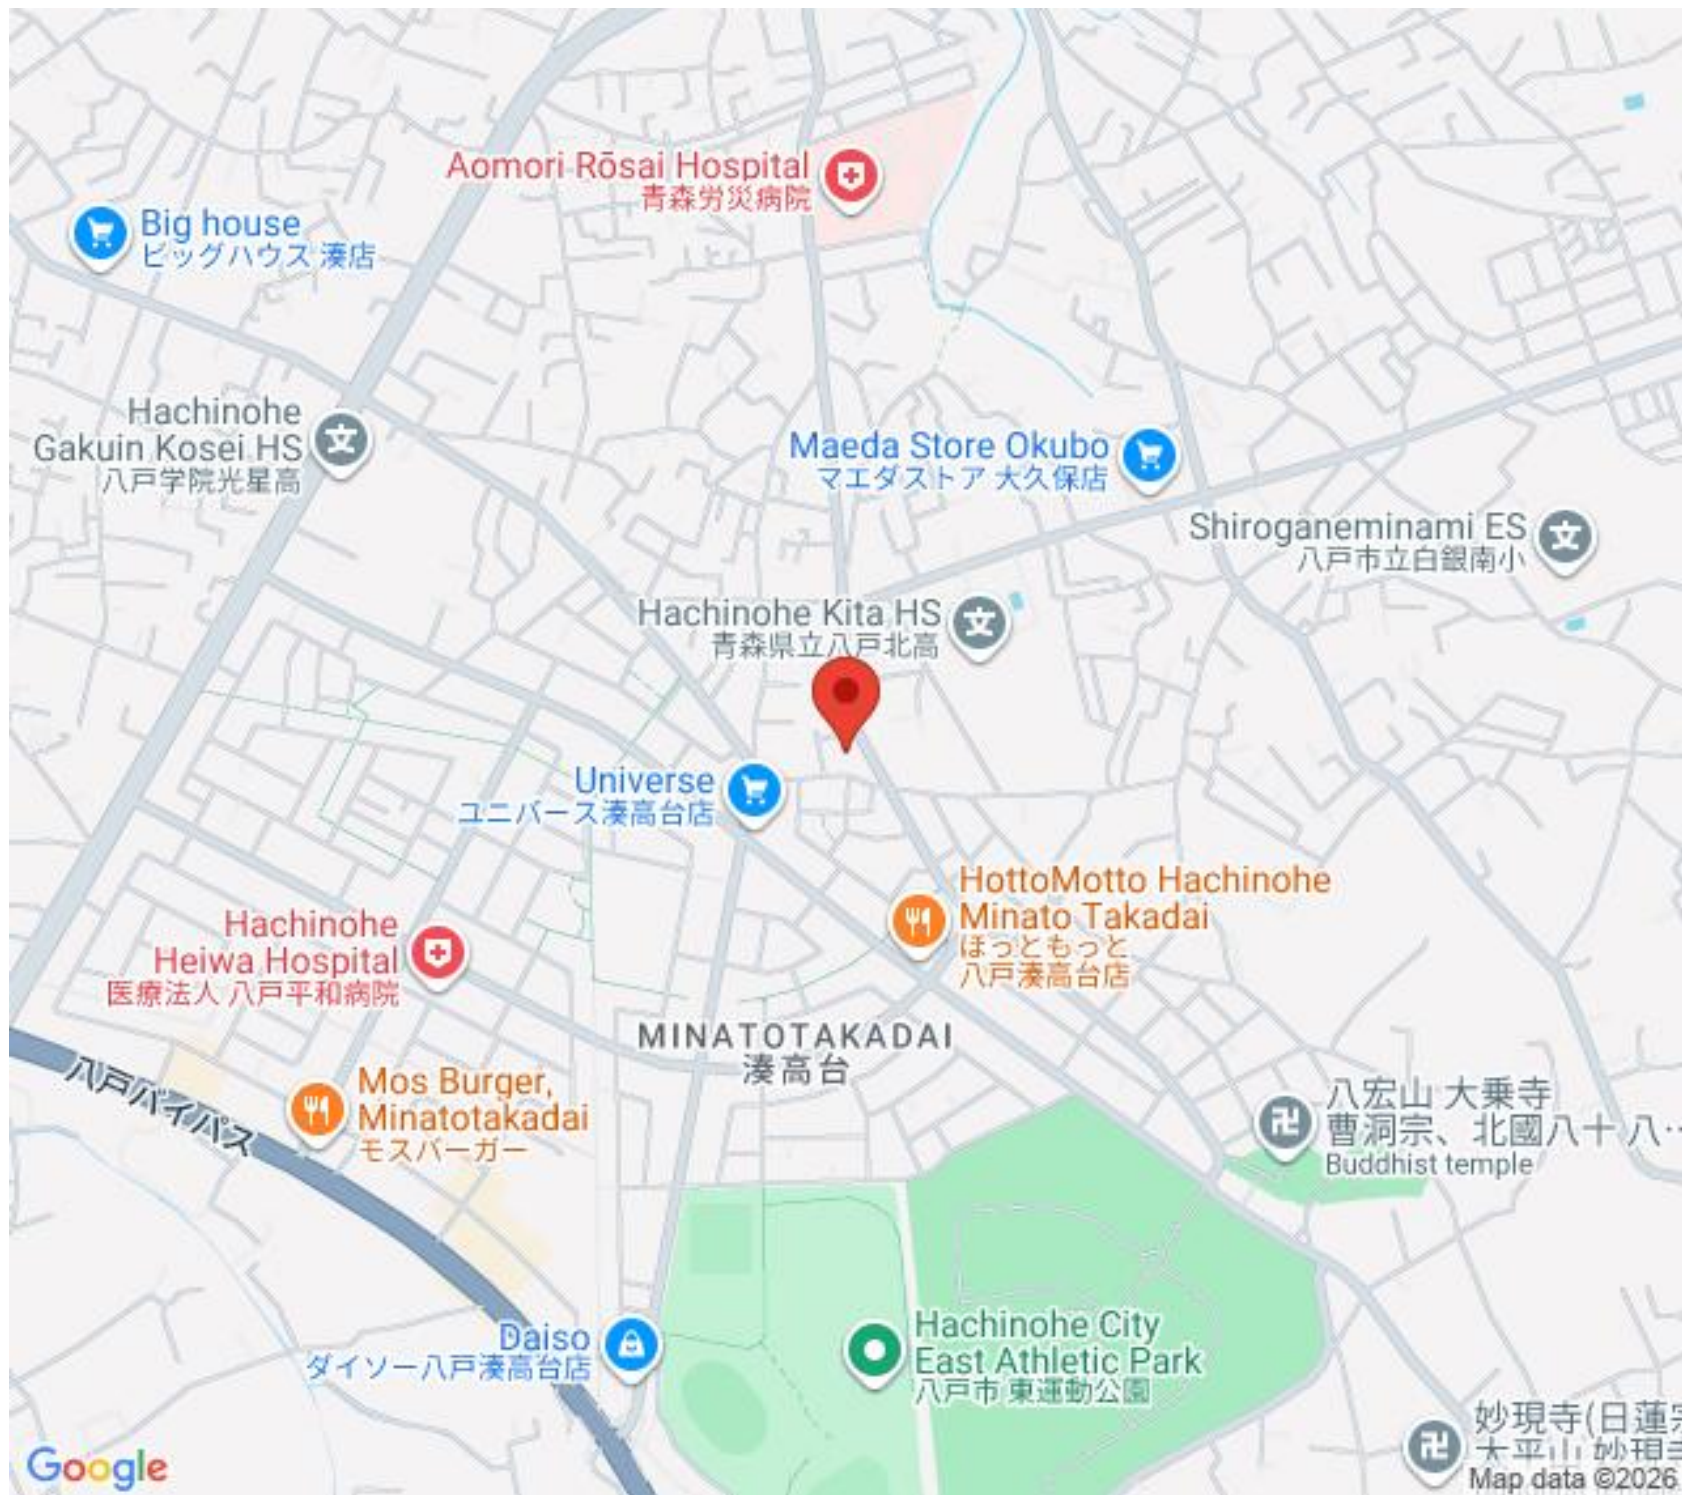 Aomori Rōsai Hospital
青森労災病院
Big house
ビッグハウス 湊店
Hachinohe
Gakuin Kosei HS
八戸学院光星高
Maeda Store Okubo
マエダストア 大久保店
Shiroganeminami ES
八戸市立白銀南小
Hachinohe Kita HS
青森県立八戸北高
Universe
ユニバース湊高台店
HottoMotto Hachinohe
Minato Takadai
ほっともっと
八戸湊高台店
Hachinohe
Heiwa Hospital
医療法人 八戸平和病院
MINATOTAKADAI
湊高台
八戸バイパス
Mos Burger,
Minatotakadai
モスバーガー
八宏山 大乗寺
曹洞宗、北國八十八…
Buddhist temple
Daiso
ダイソー八戸湊高台店
Hachinohe City
East Athletic Park
八戸市 東運動公園
妙現寺(日蓮宗
太平山 妙現寺
Google
Map data ©2026